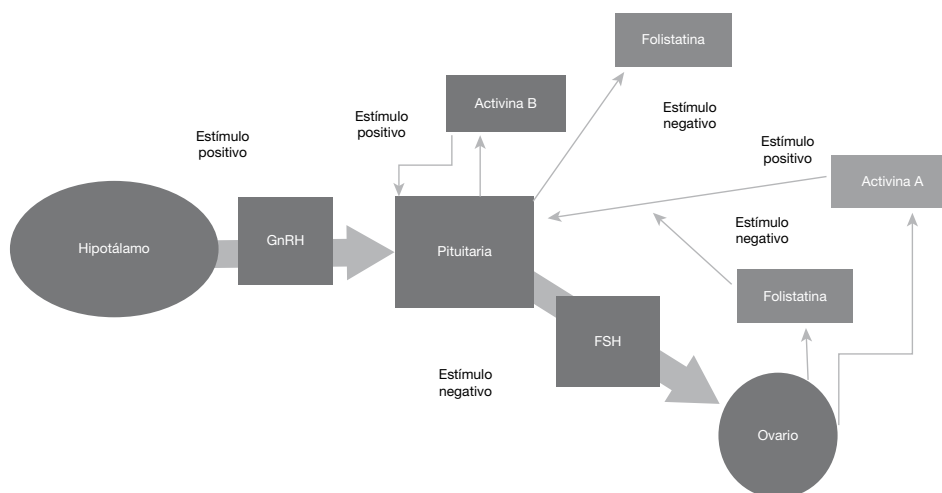 Folistatina
Activina B
Estímulo
positivo
Estímulo
negativo
Estímulo
positivo
Estímulo
positivo
Activina A
Hipotálamo
GnRH
Pituitaria
Estímulo
negativo
Folistatina
FSH
Estímulo
negativo
Ovario